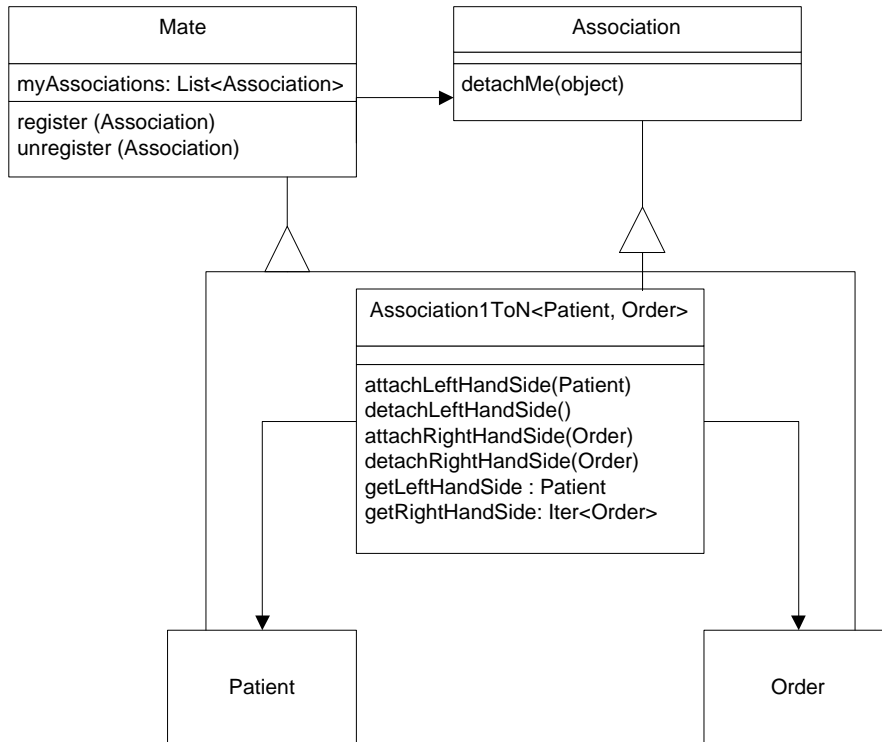 Mate
myAssociations: List<Association>
register (Association)
unregister (Association)
Association
detachMe(object)
Association1ToN<Patient, Order>
attachLeftHandSide(Patient)
detachLeftHandSide()
attachRightHandSide(Order)
detachRightHandSide(Order)
getLeftHandSide : Patient
getRightHandSide: Iter<Order>
Patient
Order